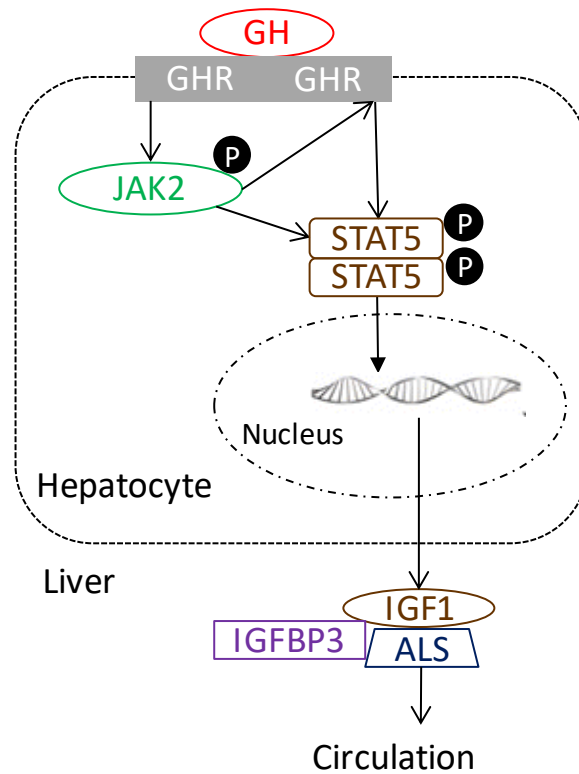 GH
GHR GHR
P
JAK2
STAT5 P
STAT5 P
Nucleus
Hepatocyte
Liver
IGF1
IGFBP3 ALS
Circulation